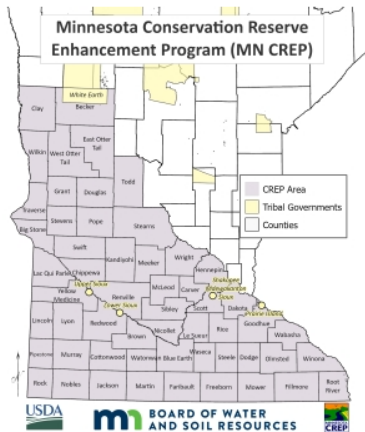 Minnesota Conservation Reserve
Enhancement Program (MN CREP)
White Earth
Clay
Becker
East Otter
Tail
Wilkin
West Otter
Tail
Todd
Grant
Douglas
CREP Area
Tribal Governments
Counties
Traverse
Stevens
Pope
Stearns
Big Stone
Swift
Wright
Kandiyohi
Meeker
Hennepin
Lac Qui Parle
Chippewa
Shakopee
Mdewakanton
Sioux
Upper Sioux
McLeod
Carver
Yellow
Medicine
Renville
Scott
Dakota
Prairie Island
Lower Sioux
Sibley
Goodhue
Lincoln
Lyon
Redwood
Nicollet
Le Sueur
Rice
Wabasha
Brown
Pipestone
Murray
Cottonwood
Watonwan
Blue Earth
Waseca
Steele
Dodge
Olmsted
Winona
Rock
Nobles
Jackson
Martin
Faribault
Freeborn
Mower
Fillmore
Root
River
USDA
BOARD OF WATER
AND SOIL RESOURCES
CREP